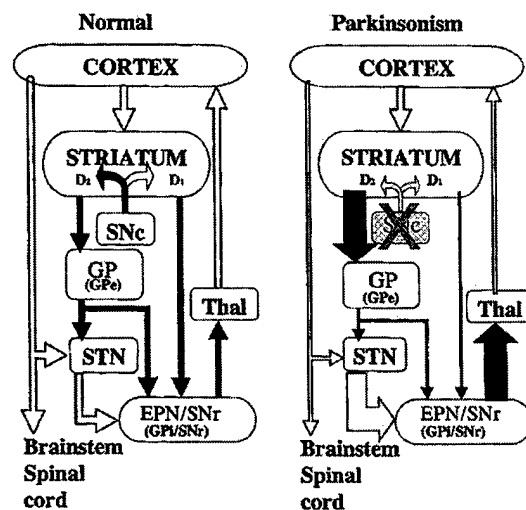 Normal
CORTEX
STRIATUM
D₂ D₁
SNc
GP
(GPe)
Thal
STN
EPN/SNr
(GPi/SNr)
Brainstem
Spinal
cord
Parkinsonism
CORTEX
STRIATUM
D₂ D₁
SNc
GP
(GPe)
Thal
STN
EPN/SNr
(GPi/SNr)
Brainstem
Spinal
cord